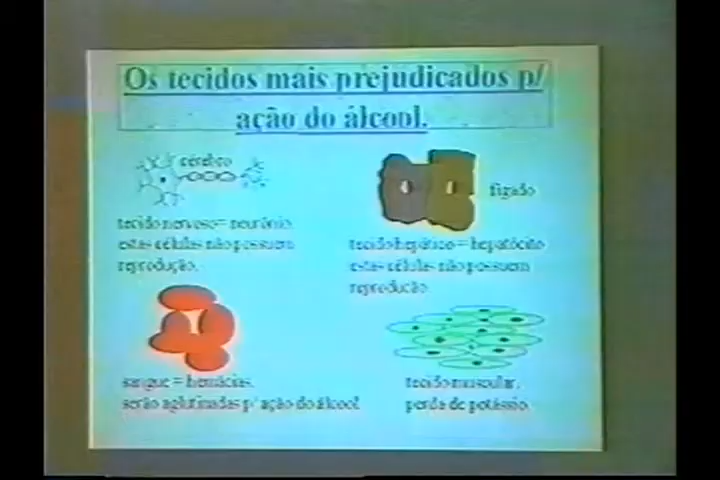 Os tecidos mais prejudicados p/
ação do álcool.
cérebro
fígado
tecido nervoso= neurônio.
estas células não possuem
reprodução.
tecido hepático = hepatócito
estas células não possuem
reprodução
sangue = hemácias.
serão aglutinadas p/ ação do álcool
tecido muscular.
perda de potássio.